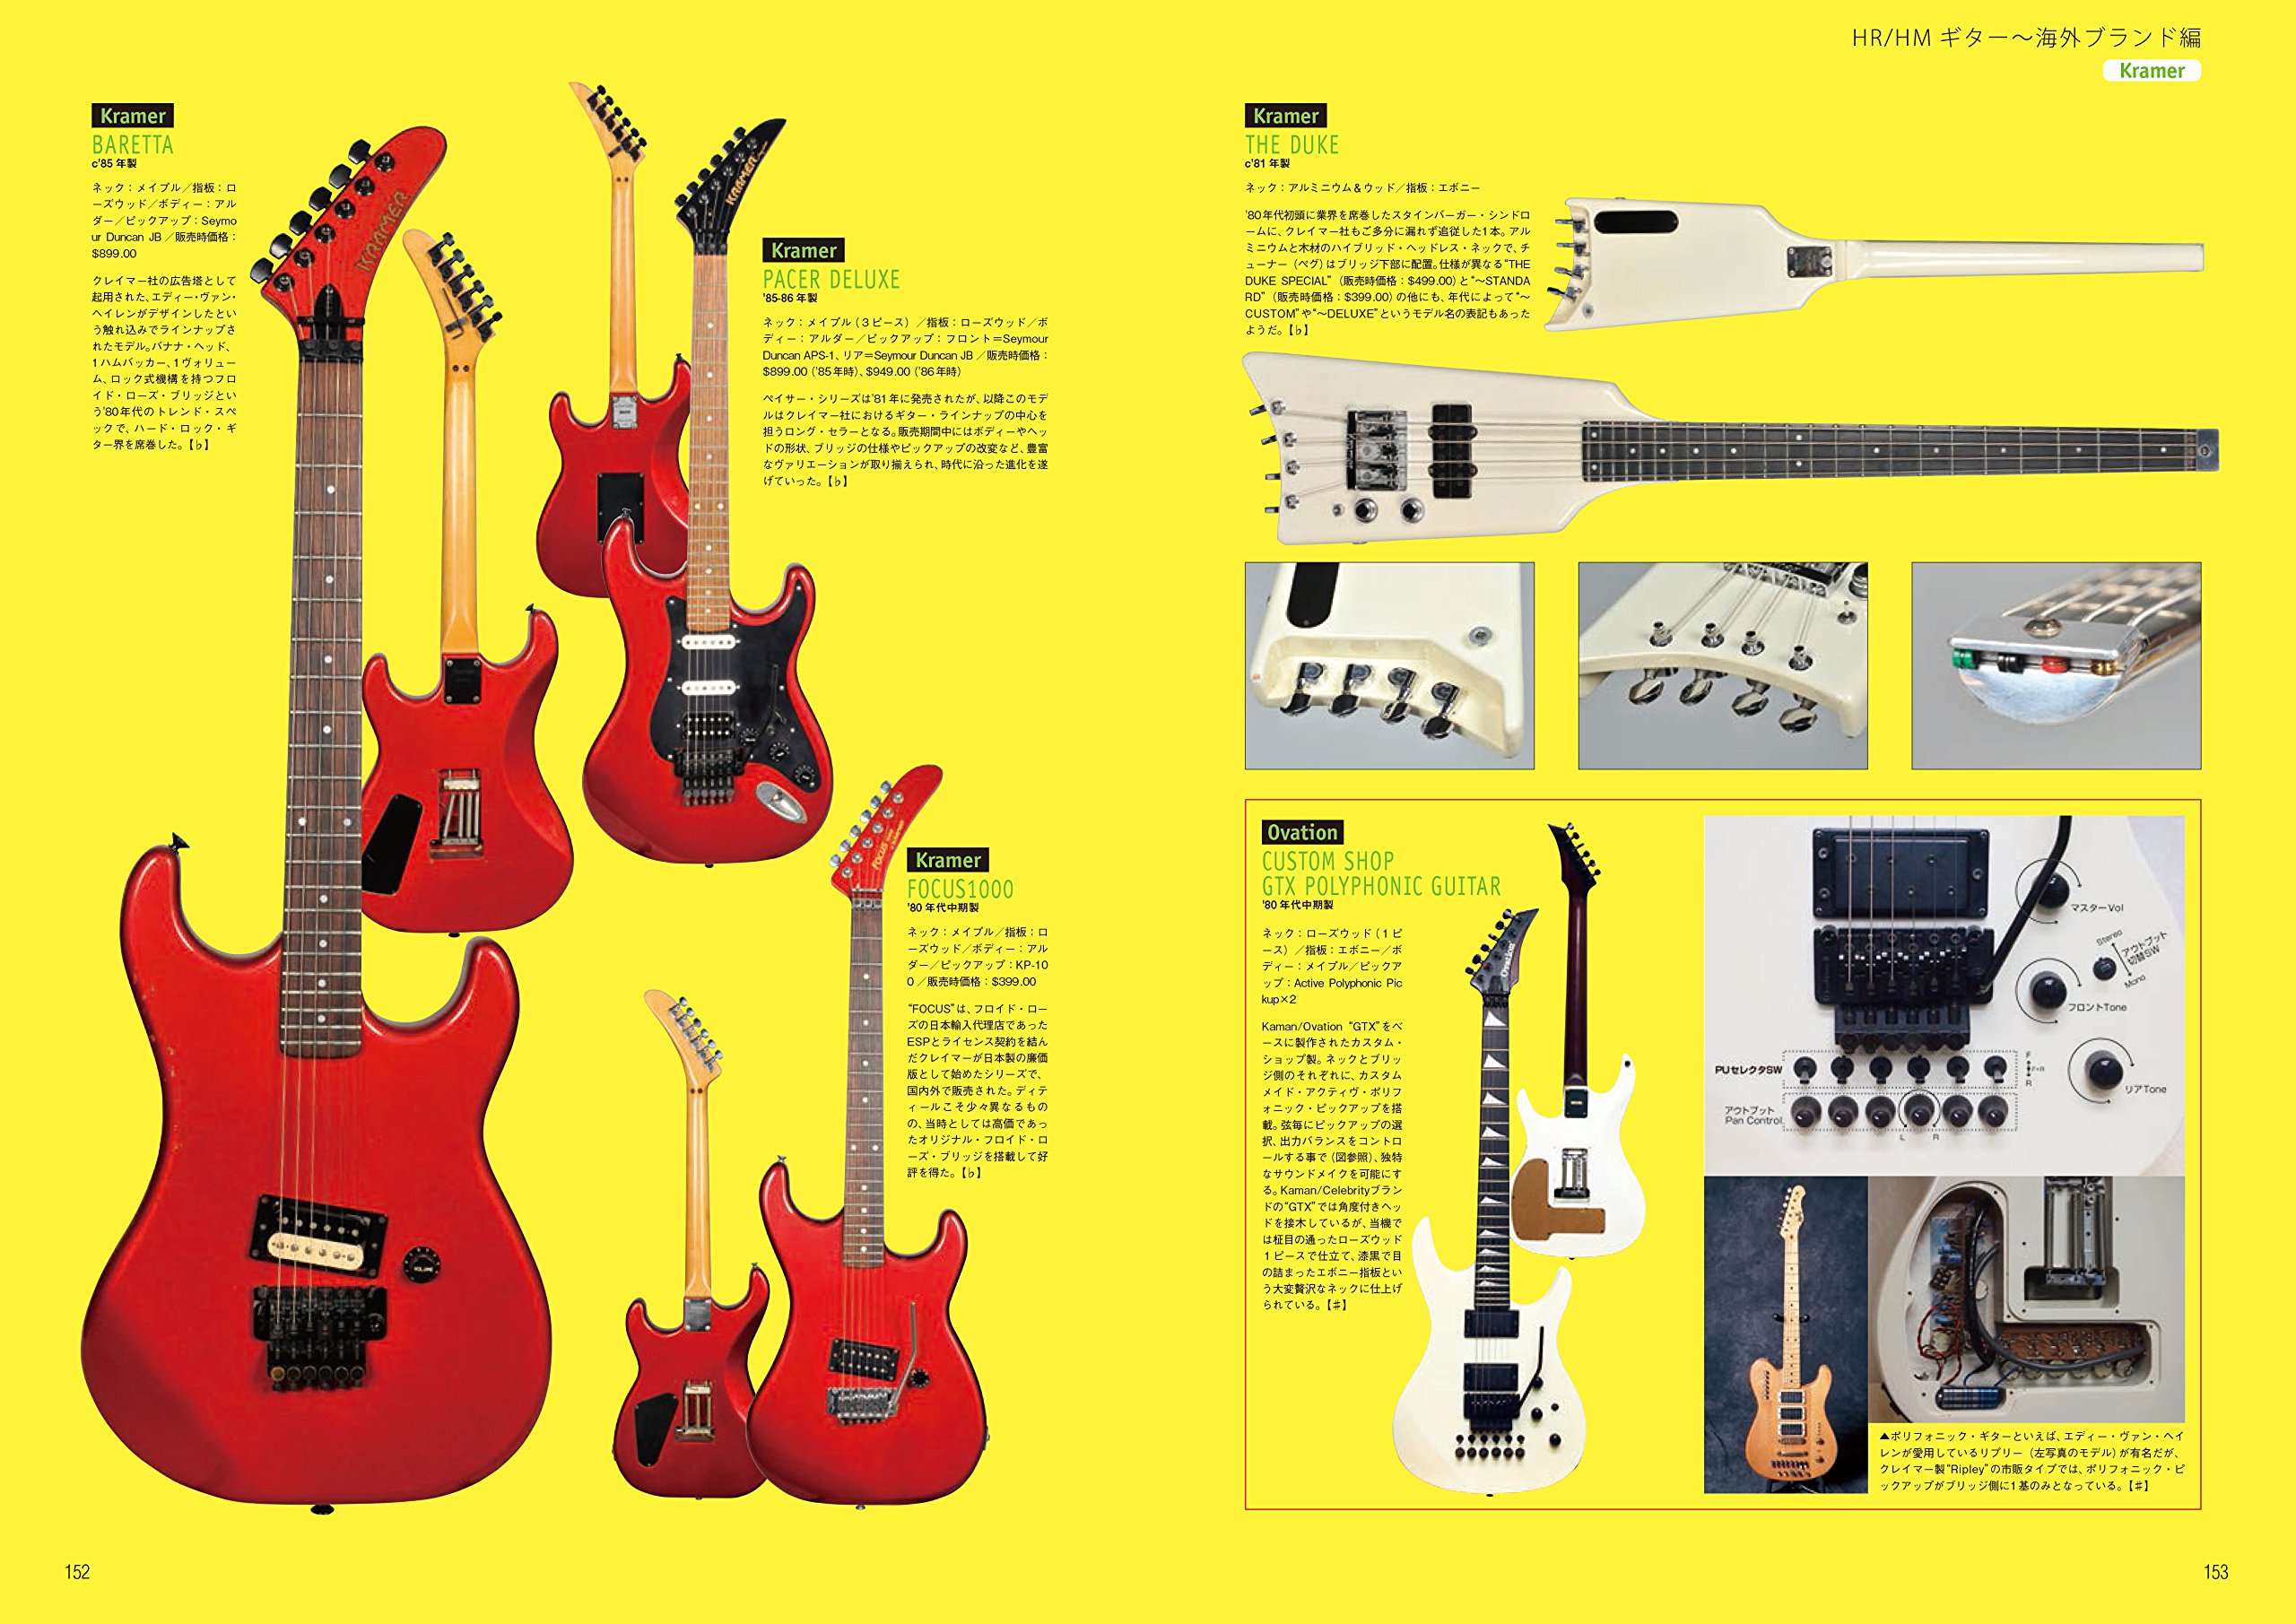 HR/HM ギター～海外ブランド編
Kramer
Kramer
BARETTA
c'85 年製
ネック：メイプル／指板：ロ
ーズウッド／ボディー：アル
ダー／ピックアップ：Seymo
ur Duncan JB ／販売時価格：
$899.00
クレイマー社の広告塔として
起用された、エディー・ヴァン・
ヘイレンがデザインしたとい
う触れ込みでラインナップさ
れたモデル。バナナ・ヘッド、
1ハムバッカー、1ヴォリュー
ム、ロック式機構を持つフロ
イド・ローズ・ブリッジとい
う'80年代のトレンド・スペ
ックで、ハード・ロック・ギ
ター界を席巻した。【♭】
KRAMER
VOLUME
KRAMER
Kramer
PACER DELUXE
'85-86 年製
ネック：メイプル（3ピース）／指板：ローズウッド／ボ
ディー：アルダー／ピックアップ：フロント＝Seymour
Duncan APS-1、リア＝Seymour Duncan JB ／販売時価格：
$899.00（'85年時）、$949.00（'86年時）
ペイサー・シリーズは'81年に発売されたが、以降このモデ
ルはクレイマー社におけるギター・ラインナップの中心を
担うロング・セラーとなる。販売期間中にはボディーやヘッ
ドの形状、ブリッジの仕様やピックアップの改変など、豊富
なヴァリエーションが取り揃えられ、時代に沿った進化を遂
げていった。【♭】
FOCUS
Kramer
FOCUS1000
'80 年代中期製
ネック：メイプル／指板：ロ
ーズウッド／ボディー：アル
ダー／ピックアップ：KP-10
0 ／販売時価格：$399.00
“FOCUS”は、フロイド・ロー
ズの日本輸入代理店であった
ESPとライセンス契約を結ん
だクレイマーが日本製の廉価
版として始めたシリーズで、
国内外で販売された。ディテ
ィールこそ少々異なるもの
の、当時としては高価であっ
たオリジナル・フロイド・ロ
ーズ・ブリッジを搭載して好
評を得た。【♭】
Kramer
THE DUKE
c'81 年製
ネック：アルミニウム＆ウッド／指板：エボニー
'80年代初頭に業界を席巻したスタインバーガー・シンドロ
ームに、クレイマー社もご多分に漏れず追従した1本。アル
ミニウムと木材のハイブリッド・ヘッドレス・ネックで、チ
ューナー（ペグ）はブリッジ下部に配置。仕様が異なる“THE
DUKE SPECIAL”（販売時価格：$499.00）と“～STANDA
RD”（販売時価格：$399.00）の他にも、年代によって“～
CUSTOM”や“～DELUXE”というモデル名の表記もあった
ようだ。【♭】
Kramer
Ovation
CUSTOM SHOP
GTX POLYPHONIC GUITAR
'80 年代中期製
ネック：ローズウッド（1ピ
ース）／指板：エボニー／ボ
ディー：メイプル／ピックア
ップ：Active Polyphonic Pic
kup×2
Kaman/Ovation “GTX”をベ
ースに製作されたカスタム・
ショップ製。ネックとブリッ
ジ側のそれぞれに、カスタム
メイド・アクティヴ・ポリフ
ォニック・ピックアップを搭
載。弦毎にピックアップの選
択、出力バランスをコントロ
ールする事で（図参照）、独特
なサウンドメイクを可能にす
る。Kaman/Celebrityブラン
ドの“GTX”では角度付きヘッ
ドを接木しているが、当機で
は柾目の通ったローズウッド
1ピースで仕立て、漆黒で目
の詰まったエボニー指板とい
う大変贅沢なネックに仕上げ
られている。【♯】
Ovation
マスターVol
Stereo
アウトプット
切替SW
Mono
フロントTone
PUセレクタSW
F
F+R
R
リアTone
アウトプット
Pan Control
L R
▲ポリフォニック・ギターといえば、エディー・ヴァン・ヘイ
レンが愛用しているリプリー（左写真のモデル）が有名だが、
クレイマー製“Ripley”の市販タイプでは、ポリフォニック・ピ
ックアップがブリッジ側に1基のみとなっている。【♯】
152
153